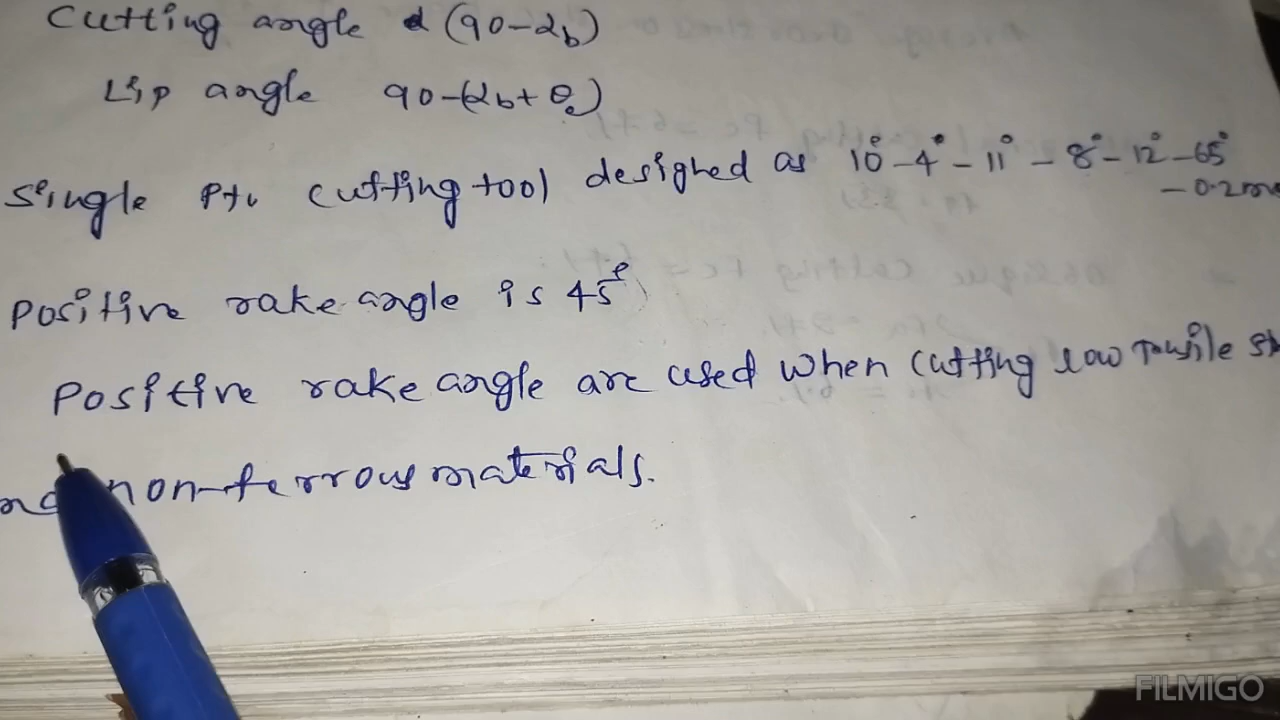 Cutting angle (90-αb)
Lip angle 90-(αb+θe)
Single Ptv Cutting tool designed as 10°-4°-11°-8°-12°-65°
-0.2m
Positive rake angle is 45°
Positive rake angle are used when cutting low Tensile
non-ferrous materials.
FILMIGO